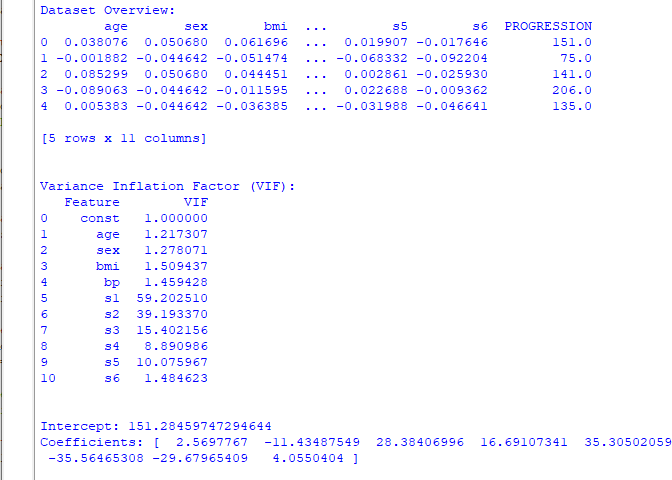 Dataset Overview:
        age       sex       bmi  ...        s5        s6  PROGRESSION
0  0.038076  0.050680  0.061696  ...  0.019907 -0.017646        151.0
1 -0.001882 -0.044642 -0.051474  ... -0.068332 -0.092204         75.0
2  0.085299  0.050680  0.044451  ...  0.002861 -0.025930        141.0
3 -0.089063 -0.044642 -0.011595  ...  0.022688 -0.009362        206.0
4  0.005383 -0.044642 -0.036385  ... -0.031988 -0.046641        135.0
[5 rows x 11 columns]
Variance Inflation Factor (VIF):
   Feature        VIF
0    const   1.000000
1      age   1.217307
2      sex   1.278071
3      bmi   1.509437
4       bp   1.459428
5       s1  59.202510
6       s2  39.193370
7       s3  15.402156
8       s4   8.890986
9       s5  10.075967
10      s6   1.484623
Intercept: 151.28459747294644
Coefficients: [  2.5697767  -11.43487549  28.38406996  16.69107341  35.30502059
 -35.56465308 -29.67965409   4.0550404 ]